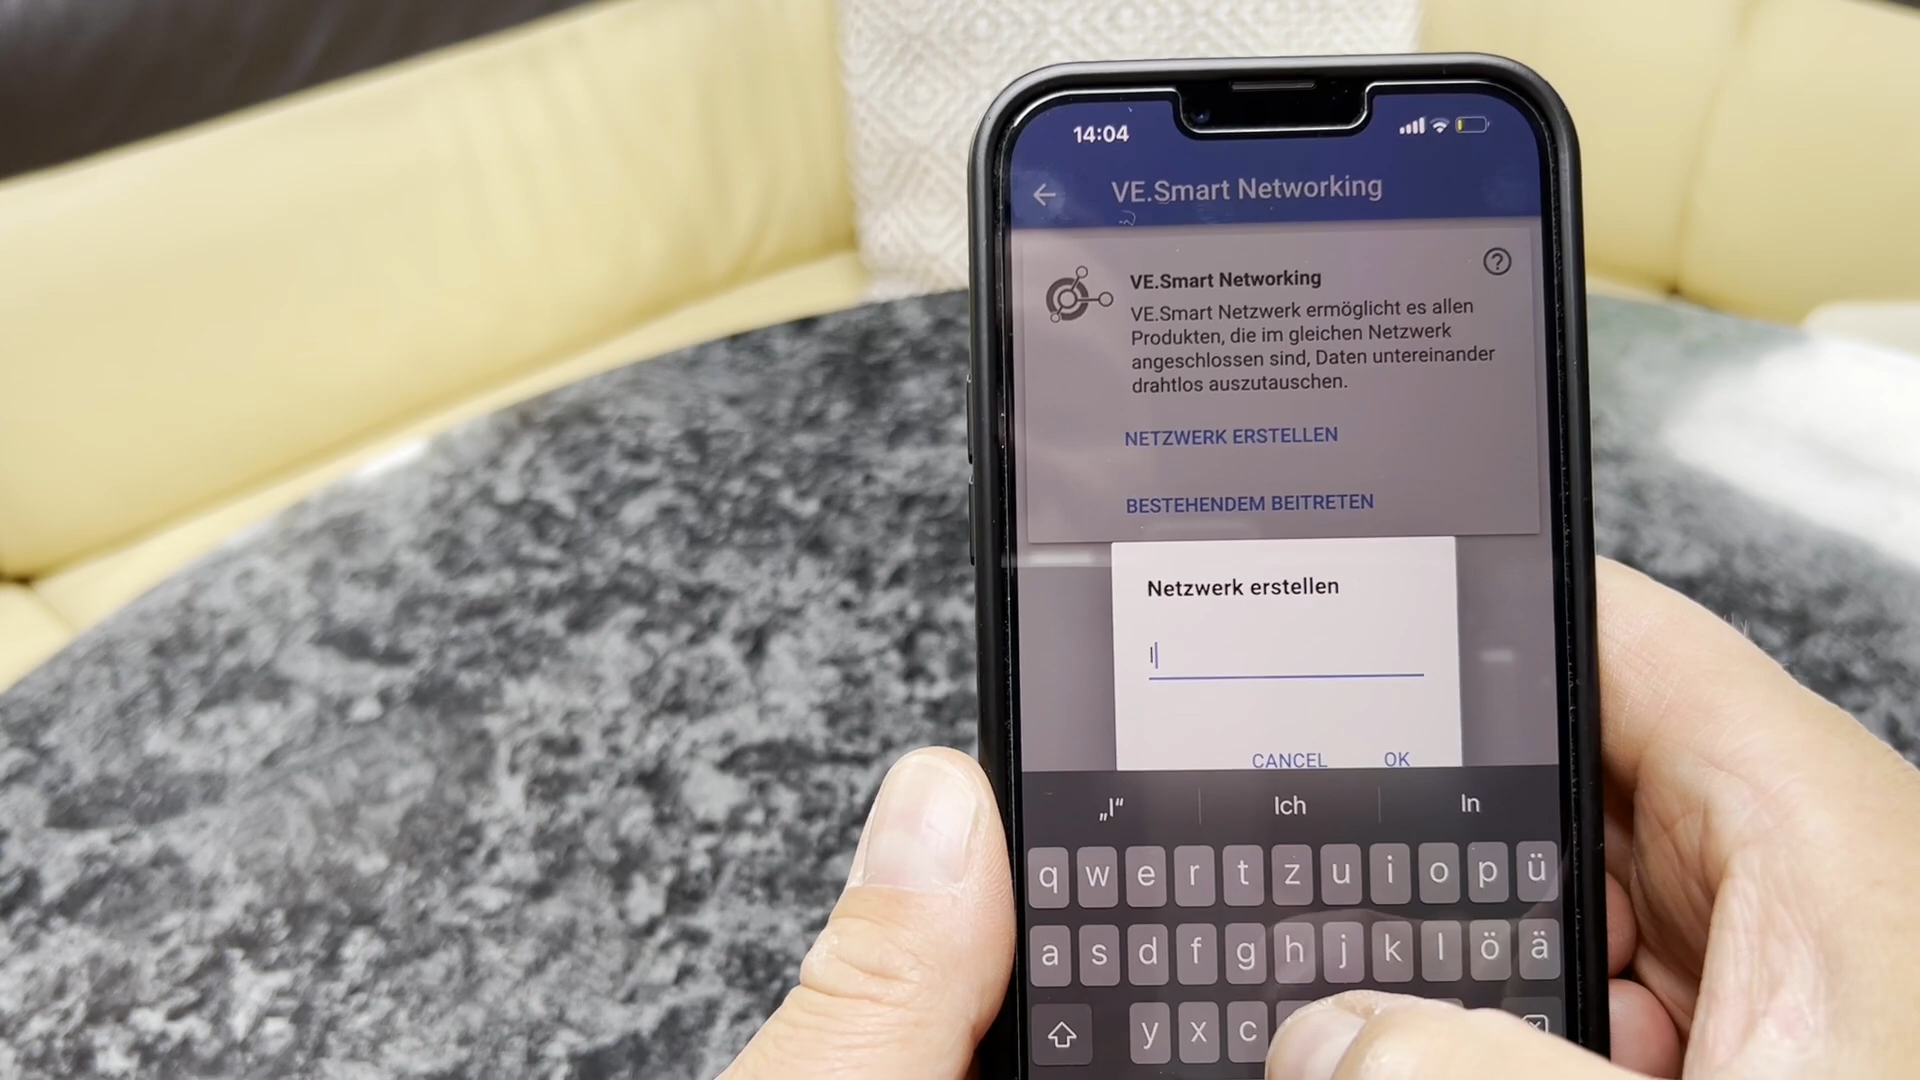 14:04
VE.Smart Networking
VE.Smart Networking
VE.Smart Netzwerk ermöglicht es allen
Produkten, die im gleichen Netzwerk
angeschlossen sind, Daten untereinander
drahtlos auszutauschen.
NETZWERK ERSTELLEN
BESTEHENDEM BEITRETEN
Netzwerk erstellen
I
CANCEL OK
„I“ Ich In
q w e r t z u i o p ü
a s d f g h j k l ö ä
y x c